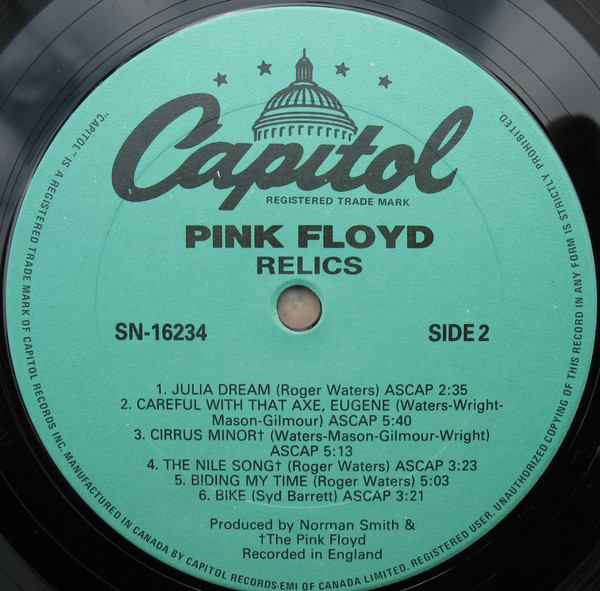 Capitol
REGISTERED TRADE MARK
PINK FLOYD
RELICS
SN-16234
SIDE 2
1. JULIA DREAM (Roger Waters) ASCAP 2:35
2. CAREFUL WITH THAT AXE, EUGENE (Waters-Wright-
Mason-Gilmour) ASCAP 5:40
3. CIRRUS MINOR† (Waters-Mason-Gilmour-Wright)
ASCAP 5:13
4. THE NILE SONG† (Roger Waters) ASCAP 3:23
5. BIDING MY TIME (Roger Waters) 5:03
6. BIKE (Syd Barrett) ASCAP 3:21
Produced by Norman Smith &
†The Pink Floyd
Recorded in England
"CAPITOL" IS A REGISTERED TRADE MARK OF CAPITOL RECORDS INC. MANUFACTURED IN CANADA BY CAPITOL RECORDS-EMI OF CANADA LIMITED. REGISTERED USER. UNAUTHORIZED COPYING OF THIS RECORD IN ANY FORM IS STRICTLY PROHIBITED.